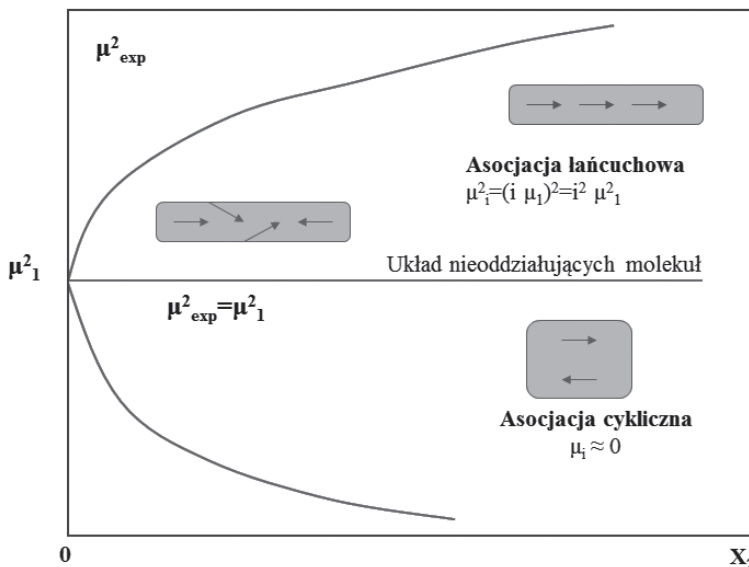 μ²exp
Asocjacja łańcuchowa
μ²i=(i μ1)²=i² μ²1
μ²1
Układ nieoddziałujących molekuł
μ²exp=μ²1
Asocjacja cykliczna
μi ≈ 0
0